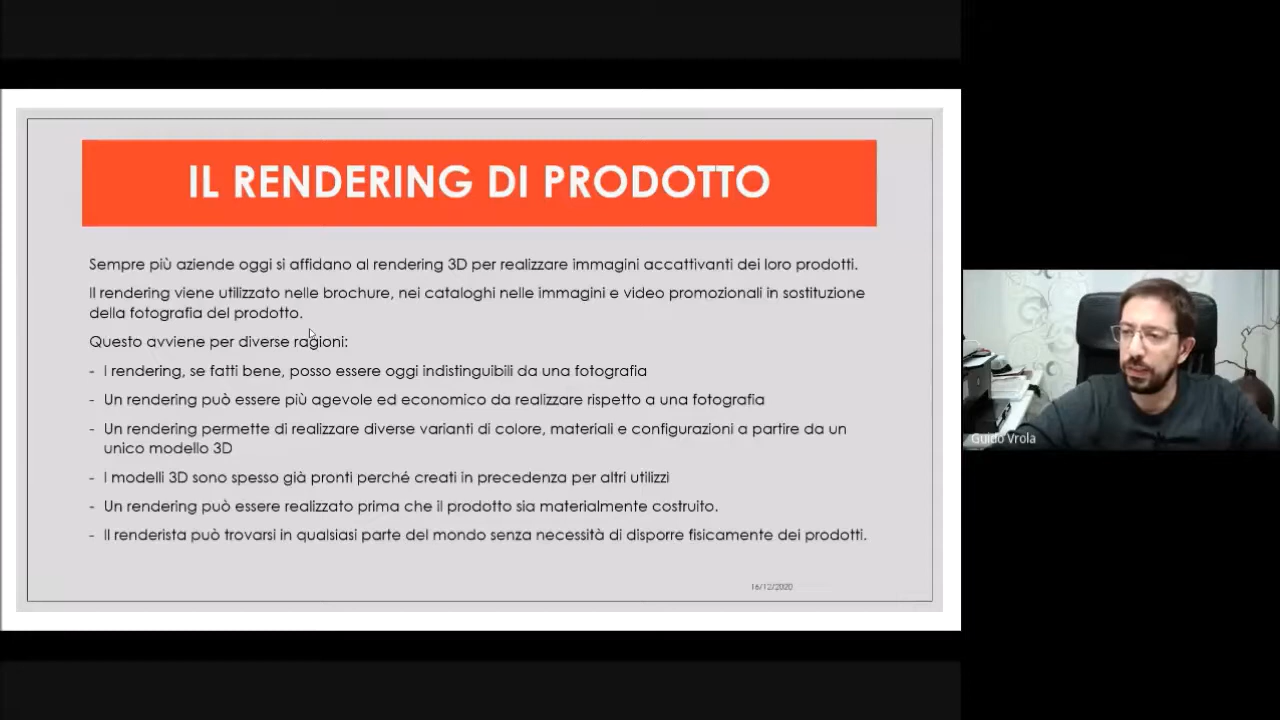 IL RENDERING DI PRODOTTO
Sempre più aziende oggi si affidano al rendering 3D per realizzare immagini accattivanti dei loro prodotti.
Il rendering viene utilizzato nelle brochure, nei cataloghi nelle immagini e video promozionali in sostituzione
della fotografia del prodotto.
Questo avviene per diverse ragioni:
- I rendering, se fatti bene, posso essere oggi indistinguibili da una fotografia
- Un rendering può essere più agevole ed economico da realizzare rispetto a una fotografia
- Un rendering permette di realizzare diverse varianti di colore, materiali e configurazioni a partire da un
unico modello 3D
- I modelli 3D sono spesso già pronti perché creati in precedenza per altri utilizzi
- Un rendering può essere realizzato prima che il prodotto sia materialmente costruito.
- Il renderista può trovarsi in qualsiasi parte del mondo senza necessità di disporre fisicamente dei prodotti.
16/12/2020
Guido Vrola